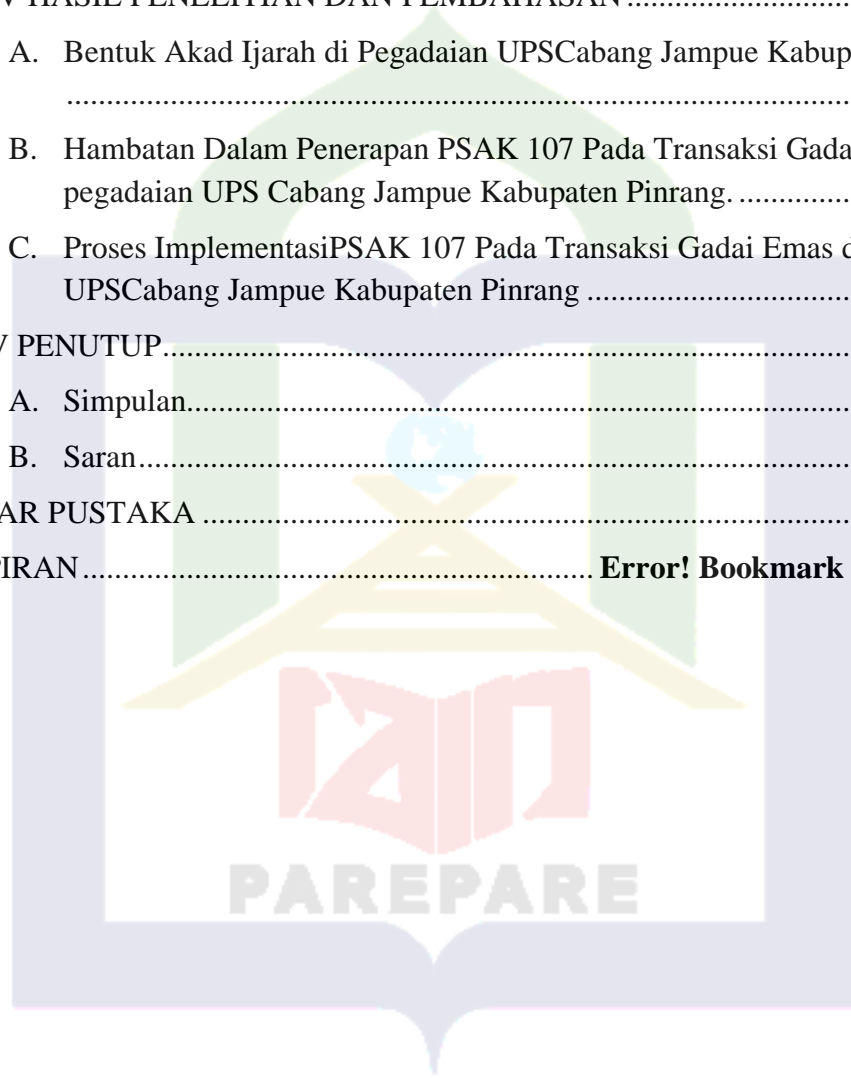 V HASIL PENELITIAN DAN PEMBAHASAN ........................
A. Bentuk Akad Ijarah di Pegadaian UPSCabang Jampue Kabup
................................................................................................
B. Hambatan Dalam Penerapan PSAK 107 Pada Transaksi Gada
pegadaian UPS Cabang Jampue Kabupaten Pinrang. ..............
C. Proses ImplementasiPSAK 107 Pada Transaksi Gadai Emas d
UPSCabang Jampue Kabupaten Pinrang .................................
V PENUTUP......................................................................................
A. Simpulan................................................................................
B. Saran......................................................................................
AR PUSTAKA .................................................................................
PIRAN ................................................................ Error! Bookmark
PAREPARE